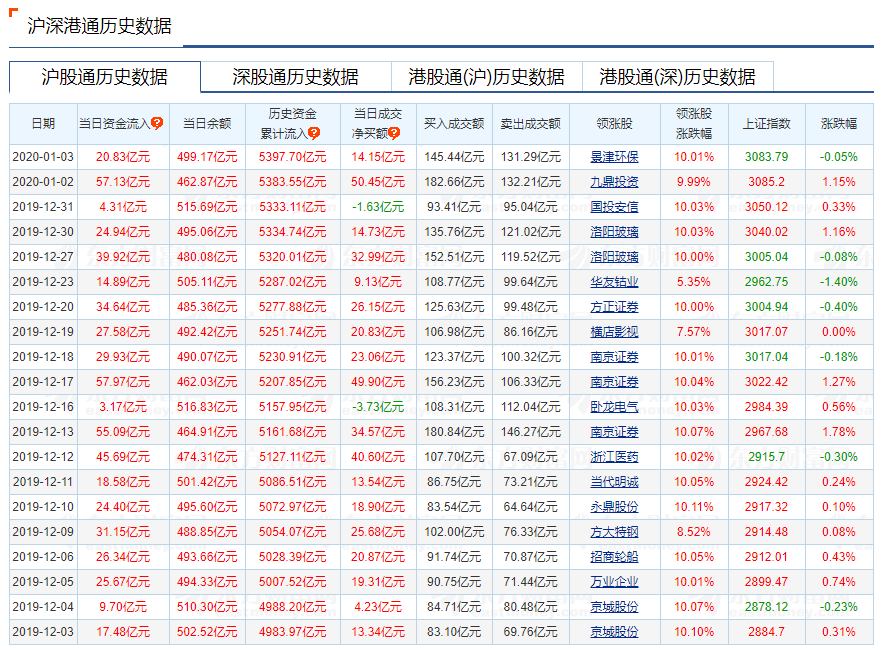 沪深港通历史数据
沪股通历史数据 深股通历史数据 港股通(沪)历史数据 港股通(深)历史数据
日期 当日资金流入 当日余额 历史资金累计流入 当日成交净买额 买入成交额 卖出成交额 领涨股 领涨股涨跌幅 上证指数 涨跌幅
2020-01-03 20.83亿元 499.17亿元 5397.70亿元 14.15亿元 145.44亿元 131.29亿元 景津环保 10.01% 3083.79 -0.05%
2020-01-02 57.13亿元 462.87亿元 5383.55亿元 50.45亿元 182.66亿元 132.21亿元 九鼎投资 9.99% 3085.2 1.15%
2019-12-31 4.31亿元 515.69亿元 5333.11亿元 -1.63亿元 93.41亿元 95.04亿元 国投安信 10.03% 3050.12 0.33%
2019-12-30 24.94亿元 495.06亿元 5334.74亿元 14.73亿元 135.76亿元 121.02亿元 洛阳玻璃 10.03% 3040.02 1.16%
2019-12-27 39.92亿元 480.08亿元 5320.01亿元 32.99亿元 152.51亿元 119.52亿元 洛阳玻璃 10.00% 3005.04 -0.08%
2019-12-23 14.89亿元 505.11亿元 5287.02亿元 9.13亿元 108.77亿元 99.64亿元 华友钴业 5.35% 2962.75 -1.40%
2019-12-20 34.64亿元 485.36亿元 5277.88亿元 26.15亿元 125.63亿元 99.48亿元 方正证券 10.00% 3004.94 -0.40%
2019-12-19 27.58亿元 492.42亿元 5251.74亿元 20.83亿元 106.98亿元 86.16亿元 横店影视 7.57% 3017.07 0.00%
2019-12-18 29.93亿元 490.07亿元 5230.91亿元 23.06亿元 123.37亿元 100.32亿元 南京证券 10.01% 3017.04 -0.18%
2019-12-17 57.97亿元 462.03亿元 5207.85亿元 49.90亿元 156.23亿元 106.33亿元 南京证券 10.04% 3022.42 1.27%
2019-12-16 3.17亿元 516.83亿元 5157.95亿元 -3.73亿元 108.31亿元 112.04亿元 卧龙电气 10.03% 2984.39 0.56%
2019-12-13 55.09亿元 464.91亿元 5161.68亿元 34.57亿元 180.84亿元 146.27亿元 南京证券 10.07% 2967.68 1.78%
2019-12-12 45.69亿元 474.31亿元 5127.11亿元 40.60亿元 107.70亿元 67.09亿元 浙江医药 10.02% 2915.7 -0.30%
2019-12-11 18.58亿元 501.42亿元 5086.51亿元 13.54亿元 86.75亿元 73.21亿元 当代明诚 10.05% 2924.42 0.24%
2019-12-10 24.40亿元 495.60亿元 5072.97亿元 18.90亿元 83.54亿元 64.64亿元 永鼎股份 10.11% 2917.32 0.10%
2019-12-09 31.15亿元 488.85亿元 5054.07亿元 25.68亿元 102.00亿元 76.33亿元 方大特钢 8.52% 2914.48 0.08%
2019-12-06 26.34亿元 493.66亿元 5028.39亿元 20.87亿元 91.74亿元 70.87亿元 招商轮船 10.05% 2912.01 0.43%
2019-12-05 25.67亿元 494.33亿元 5007.52亿元 19.31亿元 90.75亿元 71.44亿元 万业企业 10.01% 2899.47 0.74%
2019-12-04 9.70亿元 510.30亿元 4988.20亿元 4.23亿元 84.71亿元 80.48亿元 京城股份 10.07% 2878.12 -0.23%
2019-12-03 17.48亿元 502.52亿元 4983.97亿元 13.34亿元 83.10亿元 69.76亿元 京城股份 10.10% 2884.7 0.31%